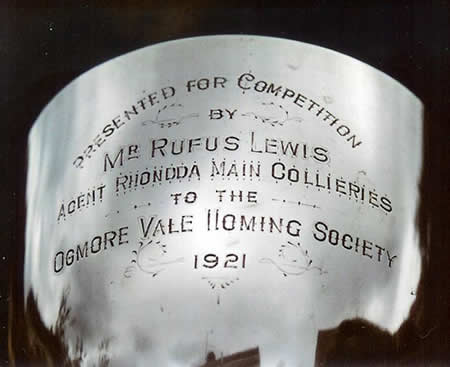 PRESENTED FOR COMPETITION
BY
MR RUFUS LEWIS
AGENT RHONDDA MAIN COLLIERIES
TO THE
OGMORE VALE HOMING SOCIETY
1921